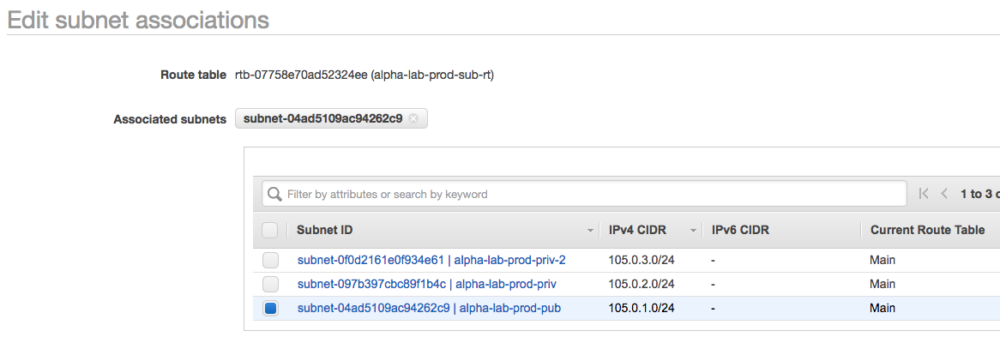 Edit subnet associations
Route table rtb-07758e70ad52324ee (alpha-lab-prod-sub-rt)
Associated subnets subnet-04ad5109ac94262c9
Filter by attributes or search by keyword 1 to 3 o
Subnet ID IPv4 CIDR IPv6 CIDR Current Route Table
subnet-0f0d2161e0f934e61 | alpha-lab-prod-priv-2 105.0.3.0/24 - Main
subnet-097b397cbc89f1b4c | alpha-lab-prod-priv 105.0.2.0/24 - Main
subnet-04ad5109ac94262c9 | alpha-lab-prod-pub 105.0.1.0/24 - Main